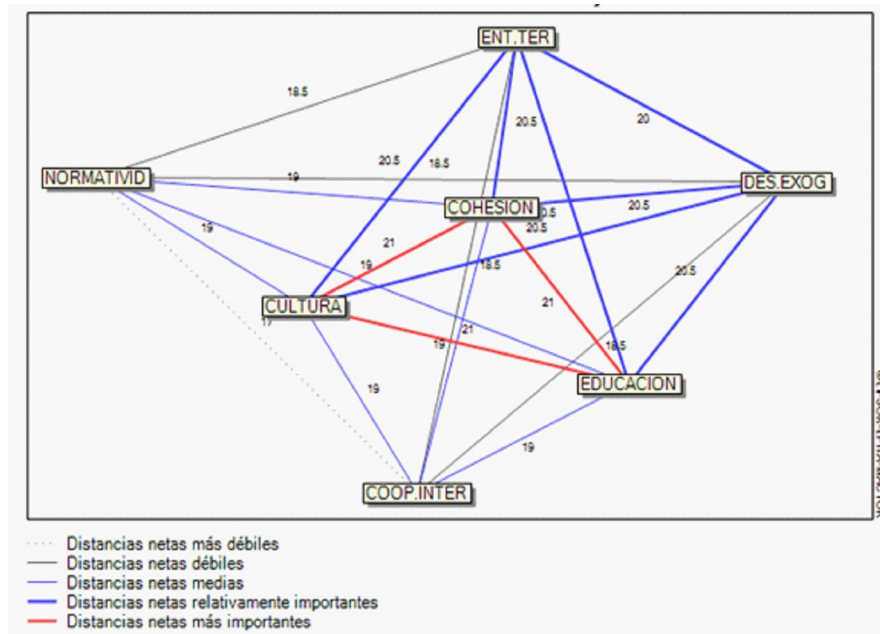 ENT.TER
18.5
20.5
20
20.5
18.5
NORMATIVID
19
DES.EXOG
COHESION
20.5
19
20.5
21
19
18.5
20.5
CULTURA
21
17
21
19
18.5
EDUCACION
19
19
COOP.INTER
Distancias netas más débiles
Distancias netas débiles
Distancias netas medias
Distancias netas relativamente importantes
Distancias netas más importantes